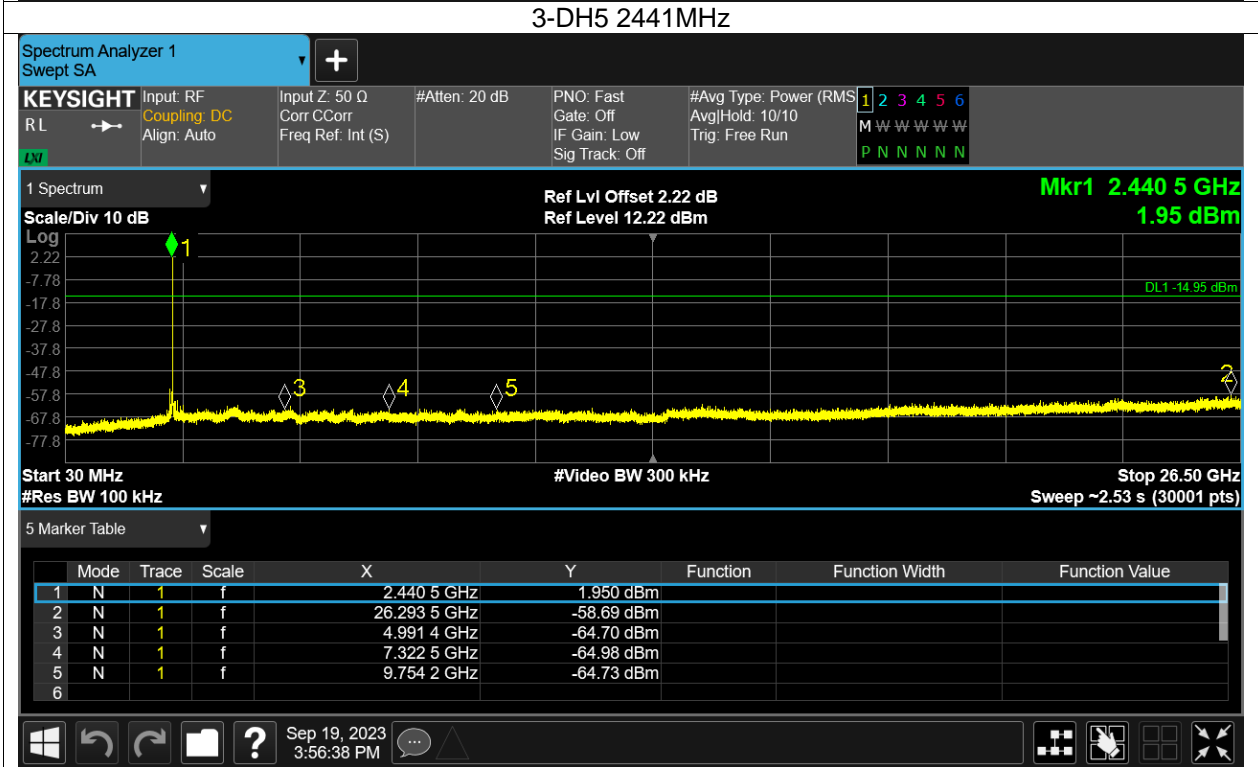 3-DH5 2441MHz
Spectrum Analyzer 1
Swept SA
KEYSIGHT
R L
LXI
Input: RF
Coupling: DC
Align: Auto
Input Z: 50 Ω
Corr CCorr
Freq Ref: Int (S)
#Atten: 20 dB
PNO: Fast
Gate: Off
IF Gain: Low
Sig Track: Off
#Avg Type: Power (RMS
Avg|Hold: 10/10
Trig: Free Run
1 2 3 4 5 6
M W W W W W
P N N N N N
1 Spectrum
Scale/Div 10 dB
Ref Lvl Offset 2.22 dB
Ref Level 12.22 dBm
Mkr1 2.440 5 GHz
1.95 dBm
Log
1
2.22
-7.78
DL1 -14.95 dBm
-17.8
-27.8
-37.8
-47.8
2
3 4 5
-57.8
-67.8
-77.8
Start 30 MHz #Video BW 300 kHz Stop 26.50 GHz
#Res BW 100 kHz Sweep ~2.53 s (30001 pts)
5 Marker Table
Mode Trace Scale X Y Function Function Width Function Value
1 N 1 f 2.440 5 GHz 1.950 dBm
2 N 1 f 26.293 5 GHz -58.69 dBm
3 N 1 f 4.991 4 GHz -64.70 dBm
4 N 1 f 7.322 5 GHz -64.98 dBm
5 N 1 f 9.754 2 GHz -64.73 dBm
6
?
Sep 19, 2023
3:56:38 PM